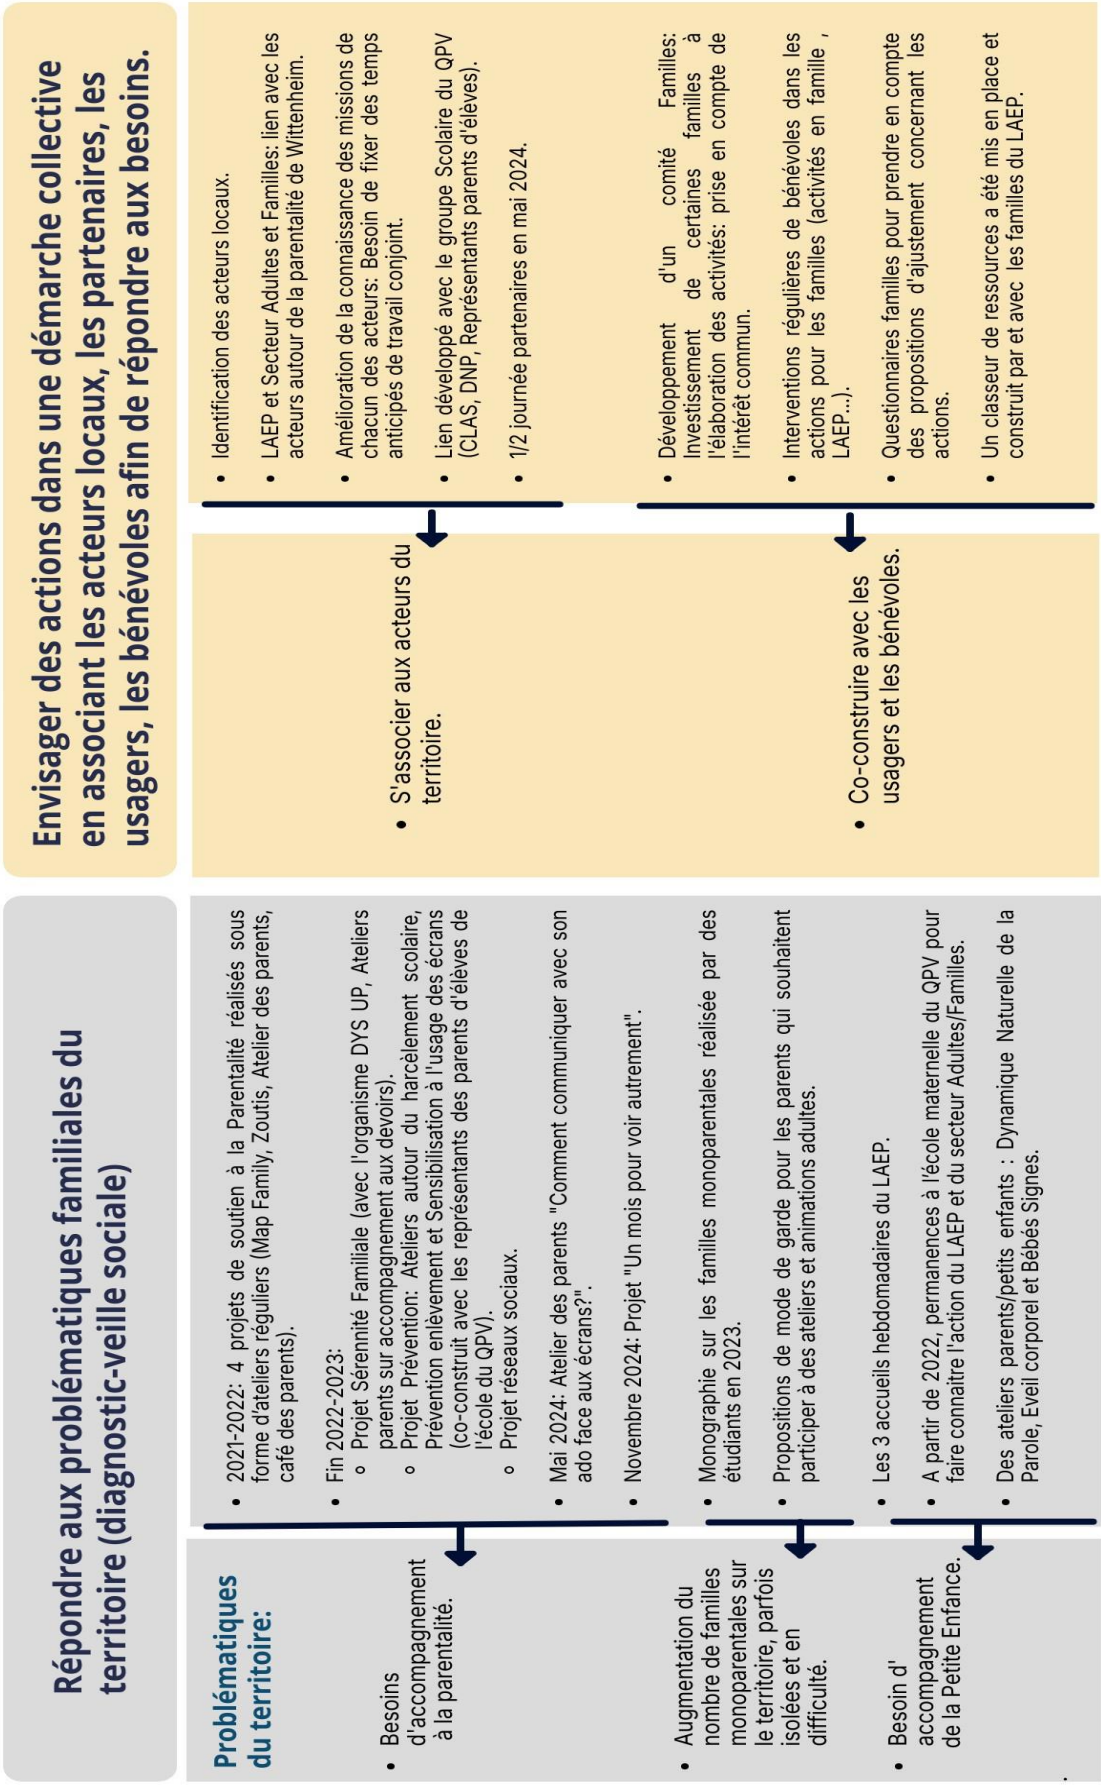 Répondre aux problématiques familiales du
territoire (diagnostic-veille sociale)
Problématiques
du territoire:
• Besoins
d'accompagnement
à la parentalité.
• 2021-2022: 4 projets de soutien à la Parentalité réalisés sous
forme d'ateliers réguliers (Map Family, Zoutis, Atelier des parents,
café des parents).
• Fin 2022-2023:
o Projet Sérennité Familiale (avec l'organisme DYS UP, Ateliers
parents sur accompagnement aux devoirs).
o Projet Prévention: Ateliers autour du harcèlement scolaire,
Prévention enlèvement et Sensibilisation à l'usage des écrans
(co-construit avec les représentants des parents d'élèves de
l'école du QPV).
o Projet réseaux sociaux.
• Mai 2024: Atelier des parents "Comment communiquer avec son
ado face aux écrans?".
• Novembre 2024: Projet "Un mois pour voir autrement".
• Augmentation du
nombre de familles
monoparentales sur
le territoire, parfois
isolées et en
difficulté.
• Monographie sur les familles monoparentales réalisée par des
étudiants en 2023.
• Propositions de mode de garde pour les parents qui souhaitent
participer à des ateliers et animations adultes.
• Besoin d'
accompagnement
de la Petite Enfance.
• Les 3 accueils hebdomadaires du LAEP.
• A partir de 2022, permanences à l'école maternelle du QPV pour
faire connaître l'action du LAEP et du secteur Adultes/Familles.
• Des ateliers parents/petits enfants : Dynamique Naturelle de la
Parole, Eveil corporel et Bébés Signes.
.
Envisager des actions dans une démarche collective
en associant les acteurs locaux, les partenaires, les
usagers, les bénévoles afin de répondre aux besoins.
• S'associer aux acteurs du
territoire.
• Identification des acteurs locaux.
• LAEP et Secteur Adultes et Familles: lien avec les
acteurs autour de la parentalité de Wittenheim.
• Amélioration de la connaissance des missions de
chacun des acteurs: Besoin de fixer des temps
anticipés de travail conjoint.
• Lien développé avec le groupe Scolaire du QPV
(CLAS, DNP, Représentants parents d'élèves).
• 1/2 journée partenaires en mai 2024.
• Co-construire avec les
usagers et les bénévoles.
• Développement d'un comité Familles:
Investissement de certaines familles à
l'élaboration des activités: prise en compte de
l'intérêt commun.
• Interventions régulières de bénévoles dans les
actions pour les familles (activités en famille ,
LAEP...).
• Questionnaires familles pour prendre en compte
des propositions d'ajustement concernant les
actions.
• Un classeur de ressources a été mis en place et
construit par et avec les familles du LAEP.